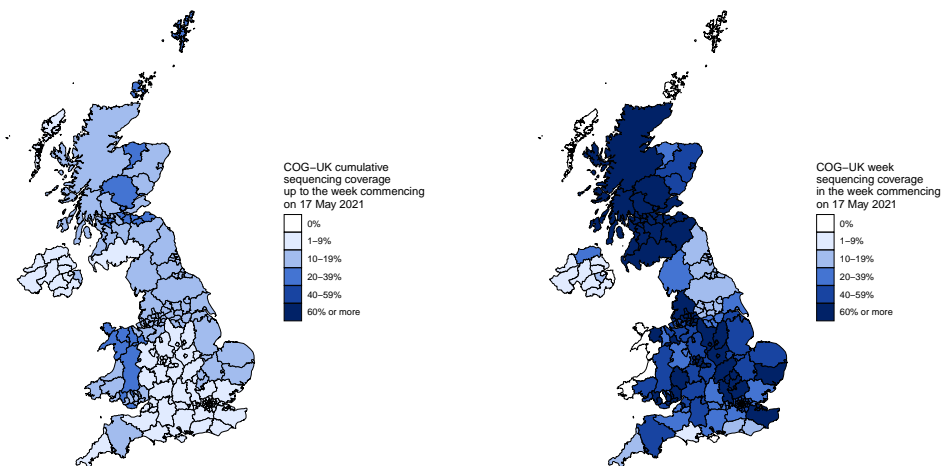 COG–UK cumulative
sequencing coverage
up to the week commencing
on 17 May 2021
0%
1–9%
10–19%
20–39%
40–59%
60% or more
COG–UK week
sequencing coverage
in the week commencing
on 17 May 2021
0%
1–9%
10–19%
20–39%
40–59%
60% or more